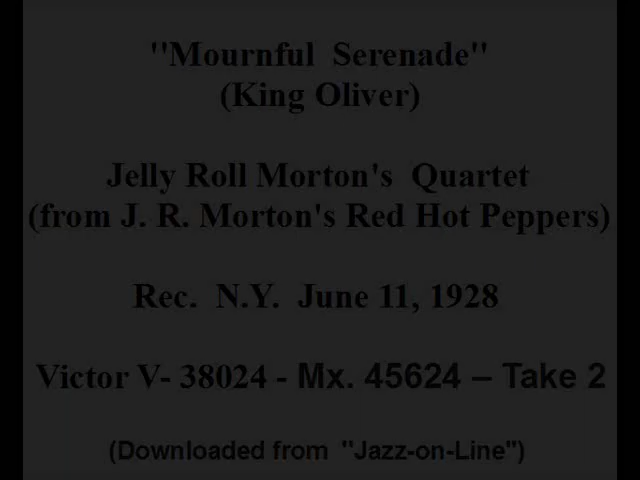 "Mournful Serenade"
(King Oliver)
Jelly Roll Morton's Quartet
(from J. R. Morton's Red Hot Peppers)
Rec. N.Y. June 11, 1928
Victor V- 38024 - Mx. 45624 – Take 2
(Downloaded from "Jazz-on-Line")